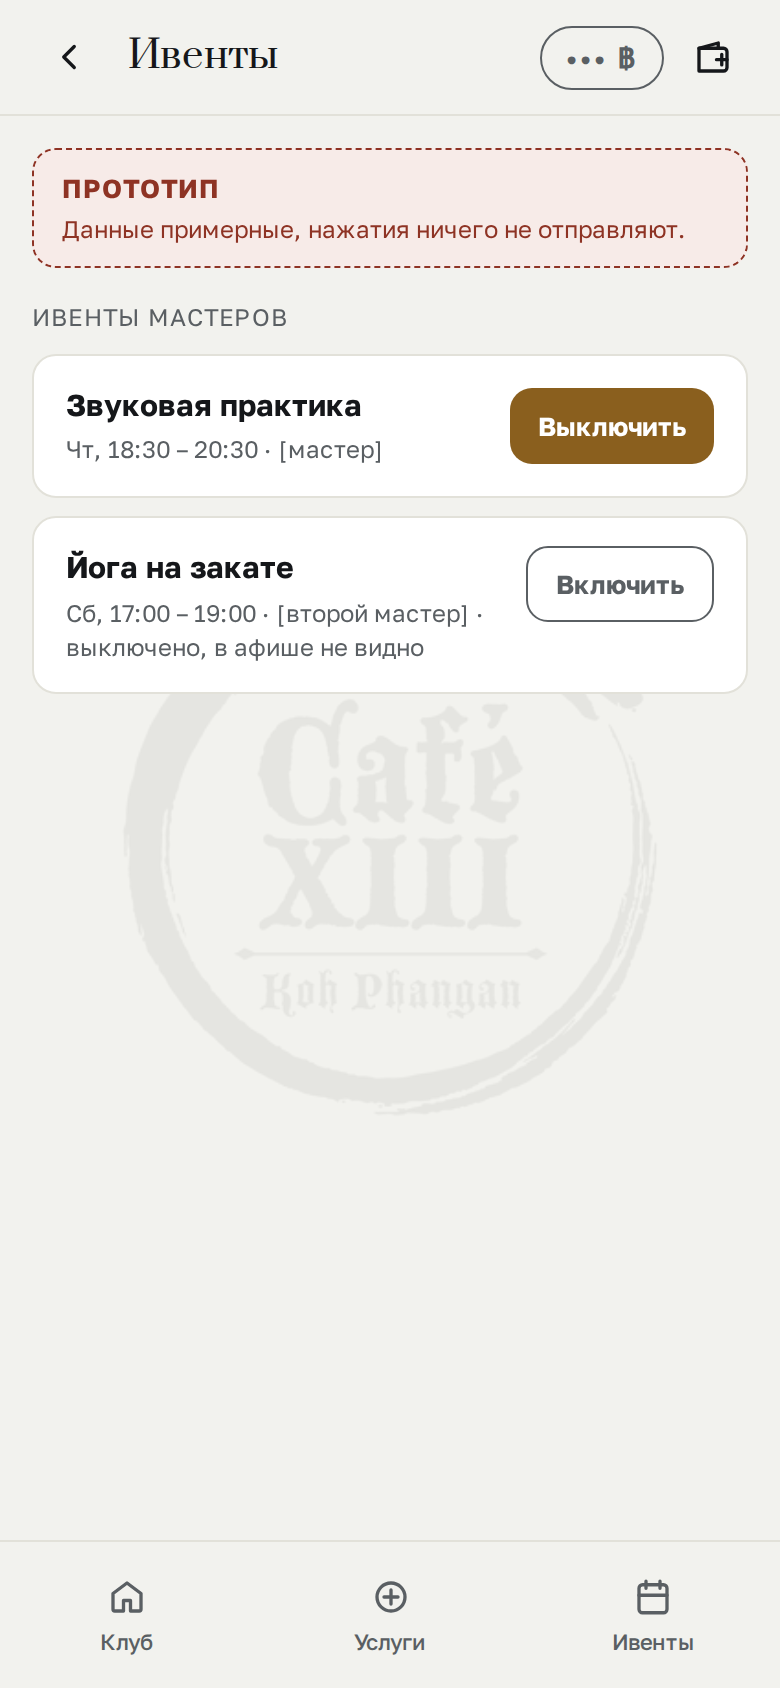 Ивенты
••• ฿
ПРОТОТИП
Данные примерные, нажатия ничего не отправляют.
ИВЕНТЫ МАСТЕРОВ
Звуковая практика
Выключить
Чт, 18:30 – 20:30 · [мастер]
Йога на закате
Включить
Сб, 17:00 – 19:00 · [второй мастер] ·
выключено, в афише не видно
Café
XIII
Koh Phangan
Клуб
Услуги
Ивенты